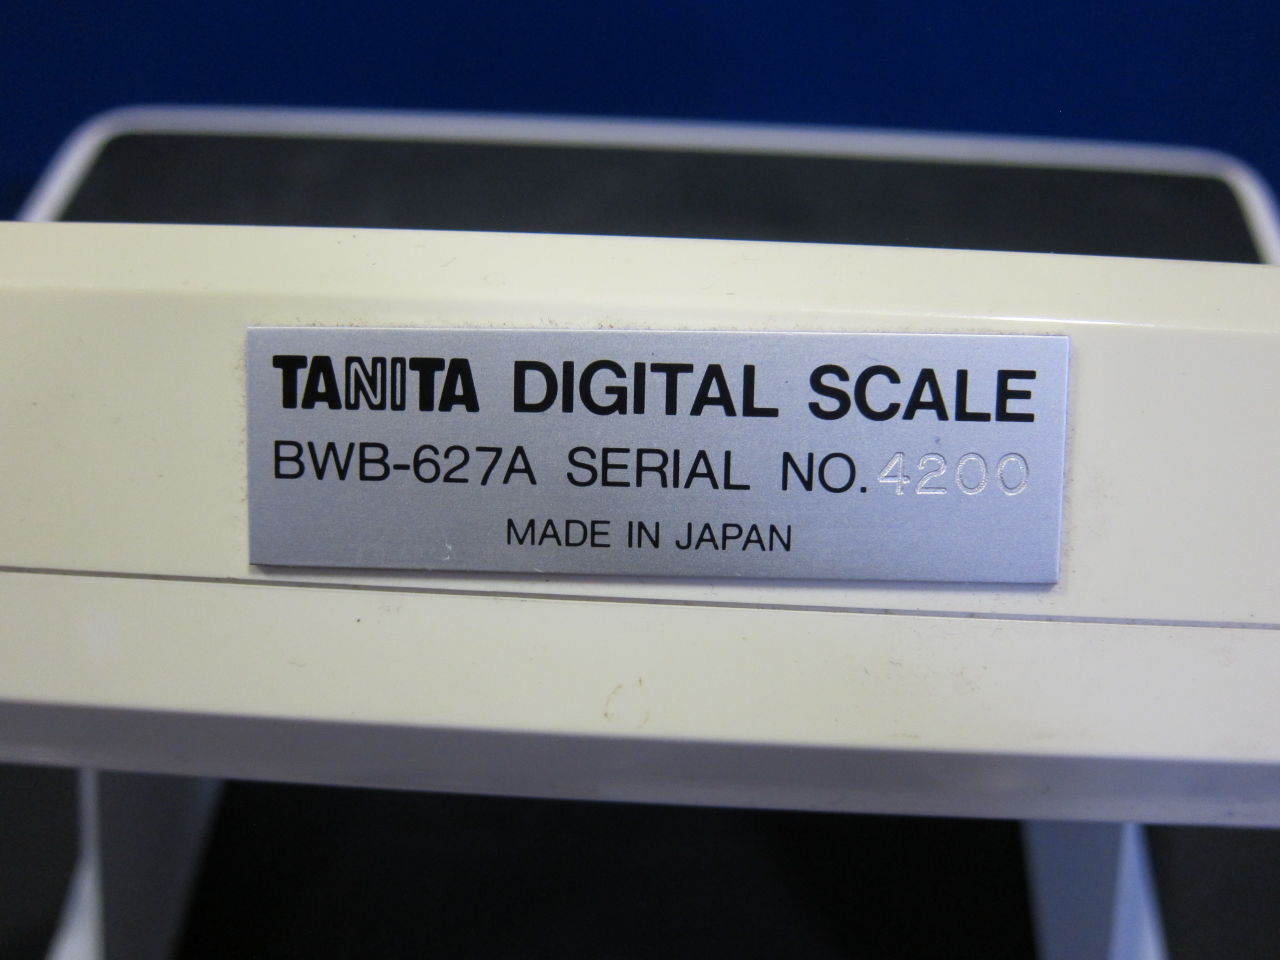 TANITA DIGITAL SCALE
BWB-627A SERIAL NO. 4200
MADE IN JAPAN